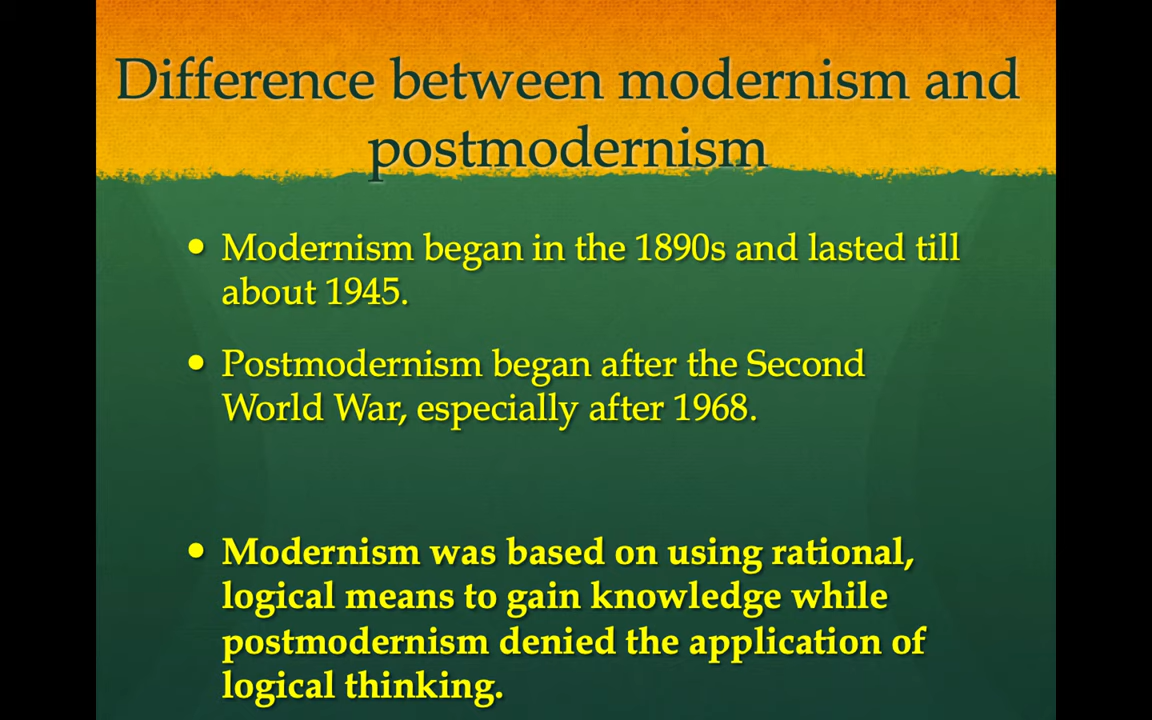 Difference between modernism and
postmodernism
• Modernism began in the 1890s and lasted till
about 1945.
• Postmodernism began after the Second
World War, especially after 1968.
• Modernism was based on using rational,
logical means to gain knowledge while
postmodernism denied the application of
logical thinking.